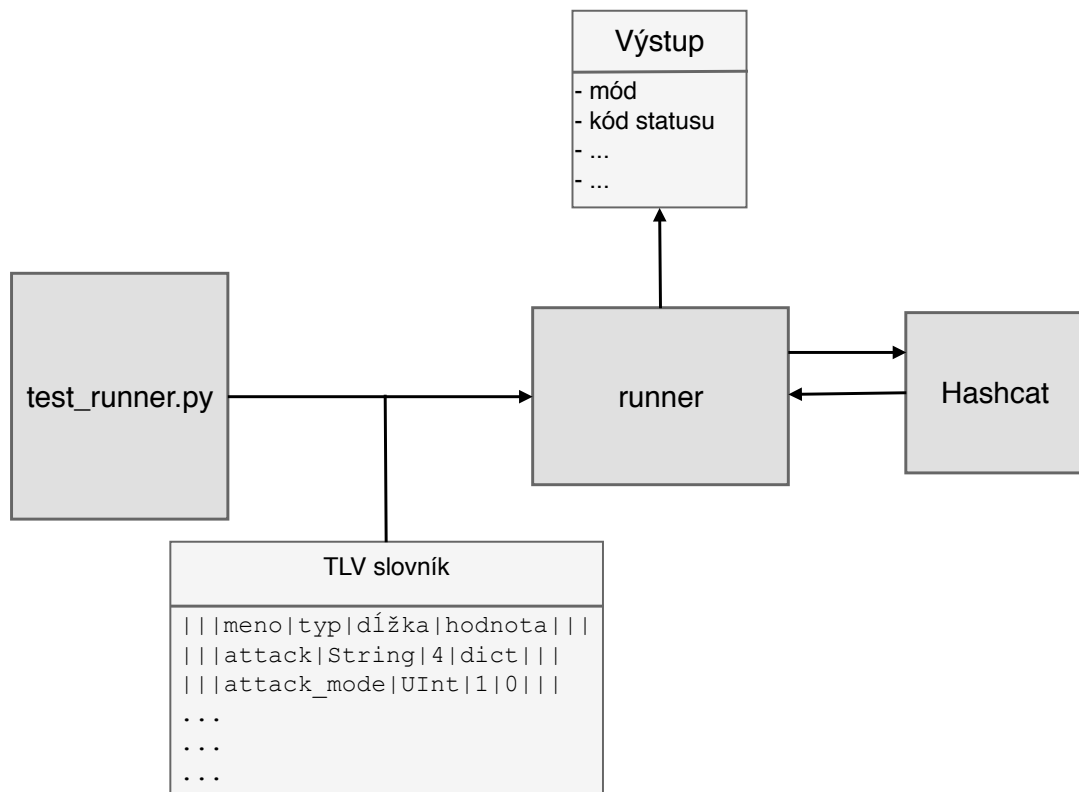 Výstup
- mód
- kód statusu
- ...
- ...
test_runner.py
runner
Hashcat
TLV slovník
|||meno|typ|dĺžka|hodnota|||
|||attack|String|4|dict|||
|||attack_mode|UInt|1|0|||
...
...
...